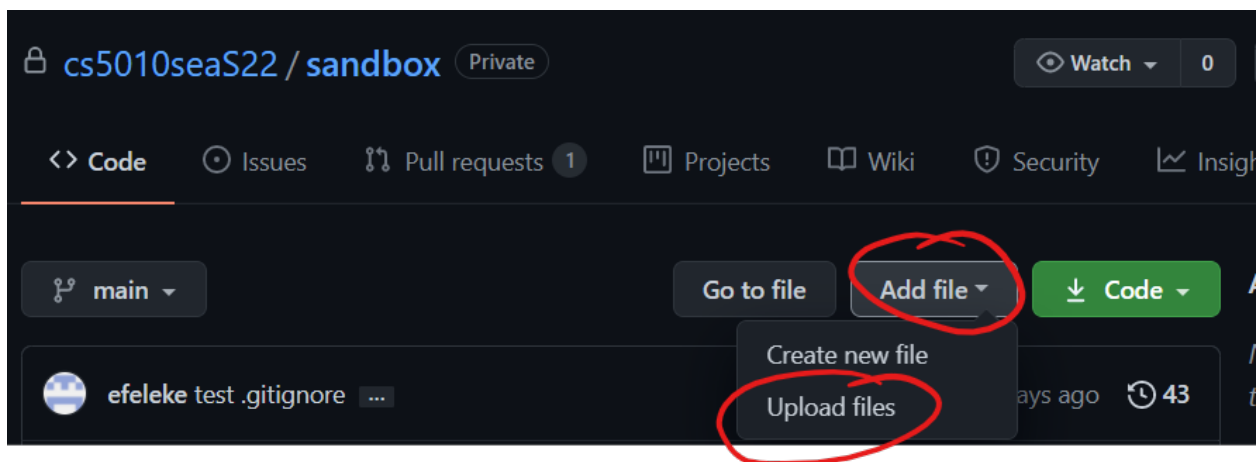 cs5010seaS22 / sandbox Private Watch 0
Code Issues Pull requests 1 Projects Wiki Security
main Go to file Add file Code
Create new file
efeleke test .gitignore ... ago 43
Upload files